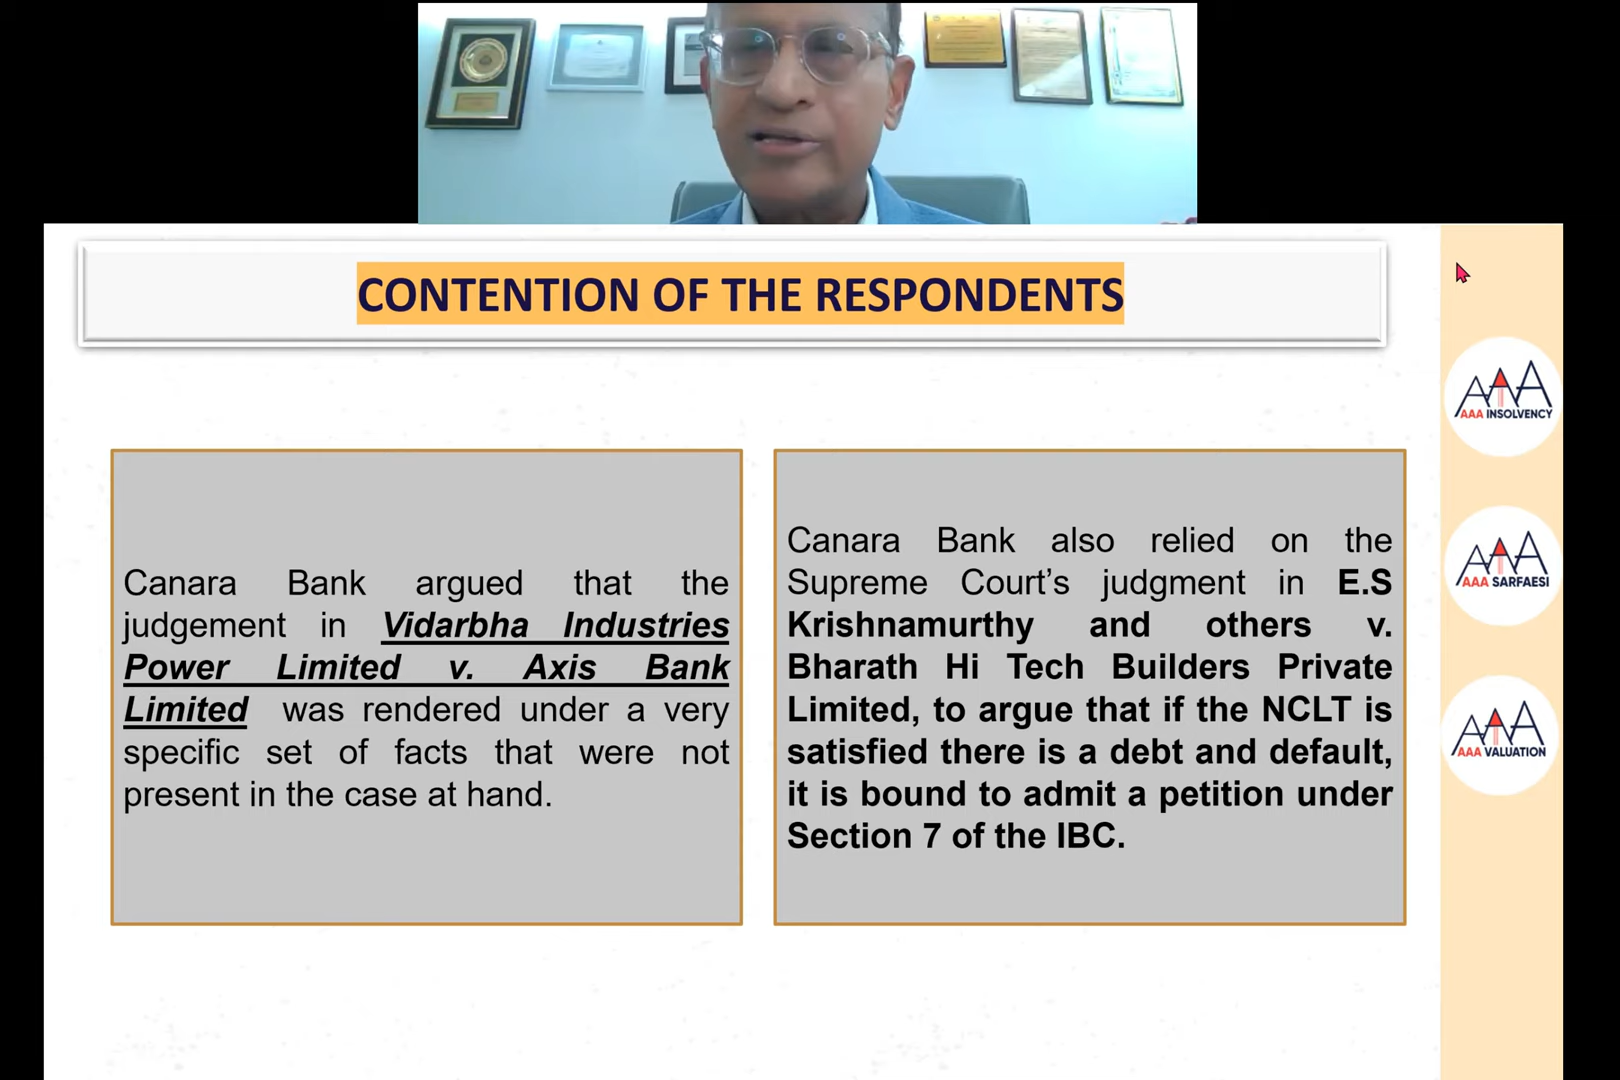 CONTENTION OF THE RESPONDENTS
Canara Bank argued that the
judgement in Vidarbha Industries
Power Limited v. Axis Bank
Limited was rendered under a very
specific set of facts that were not
present in the case at hand.
Canara Bank also relied on the
Supreme Court’s judgment in E.S
Krishnamurthy and others v.
Bharath Hi Tech Builders Private
Limited, to argue that if the NCLT is
satisfied there is a debt and default,
it is bound to admit a petition under
Section 7 of the IBC.
AAA
AAA INSOLVENCY
AAA
AAA SARFAESI
AAA
AAA VALUATION